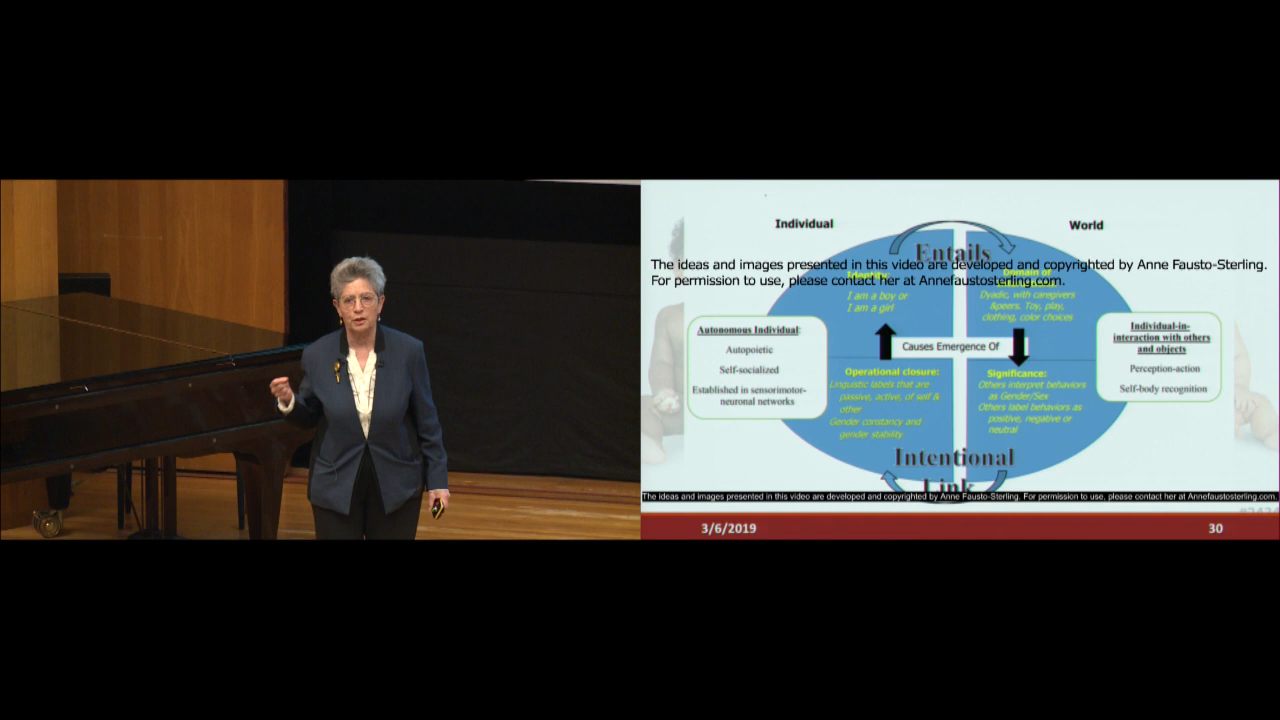 Individual
World
Entails
The ideas and images presented in this video are developed and copyrighted by Anne Fausto-Sterling.
For permission to use, please contact her at Annefaustosterling.com.
Identity:
I am a boy or
I am a girl
Domain of
Dyadic, with caregivers
&peers. Toy, play,
clothing, color choices
Autonomous Individual:
Autopoietic
Self-socialized
Established in sensorimotor-
neuronal networks
Causes Emergence Of
Individual-in-
interaction with others
and objects
Perception-action
Self-body recognition
Operational closure:
Linguistic labels that are
passive, active, of self &
other
Gender constancy and
gender stability
Significance:
Others interpret behaviors
as Gender/Sex
Others label behaviors as
positive, negative or
neutral
Intentional
Link
The ideas and images presented in this video are developed and copyrighted by Anne Fausto-Sterling. For permission to use, please contact her at Annefaustosterling.com.
3/6/2019
30